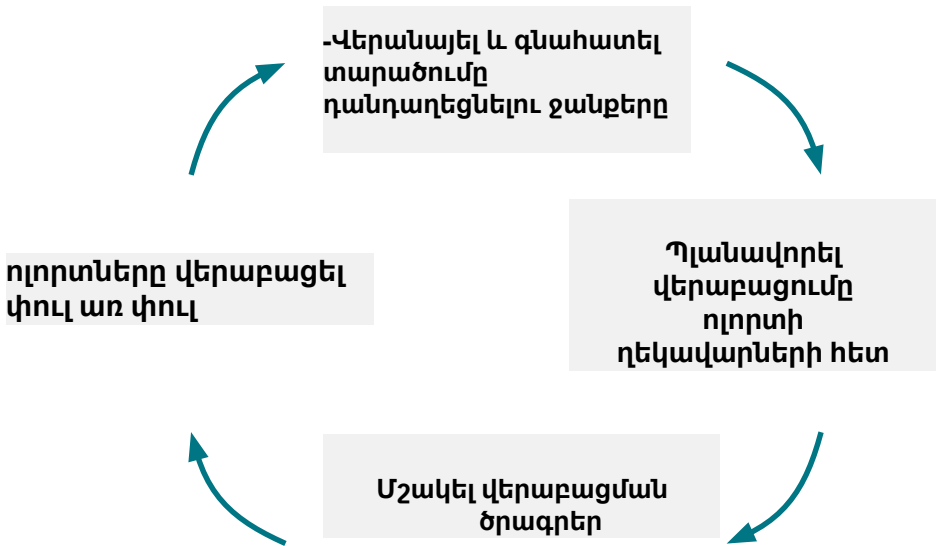 -Վերանայել և գնահատել
տարածումը
դանդաղեցնելու ջանքերը
Պլանավորել
վերաբացումը
ոլորտի
ղեկավարների հետ
Մշակել վերաբացման
ծրագրեր
ոլորտները վերաբացել
փուլ առ փուլ